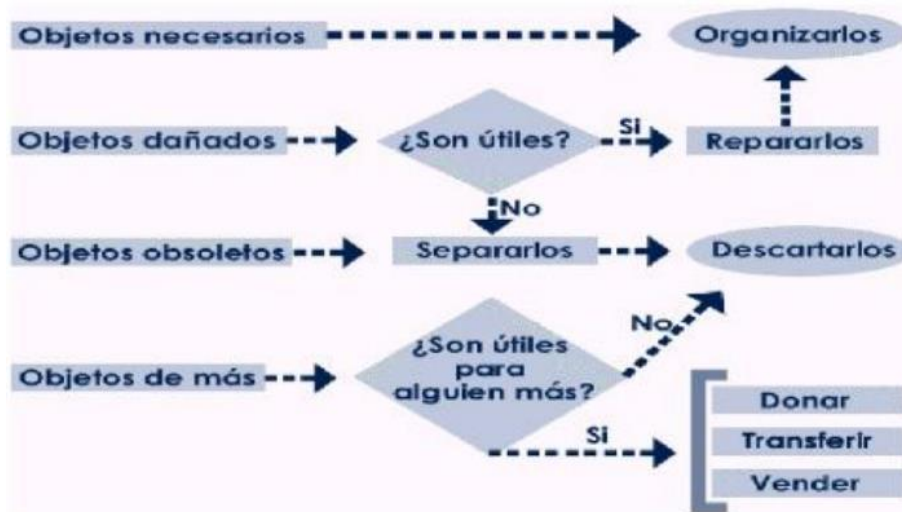 Objetos necesarios
Organizarlos
Objetos dañados
¿Son útiles?
Si
Repararlos
No
Objetos obsoletos
Separarlos
Descartarlos
Objetos de más
¿Son útiles
para
alguien más?
No
Si
Donar
Transferir
Vender